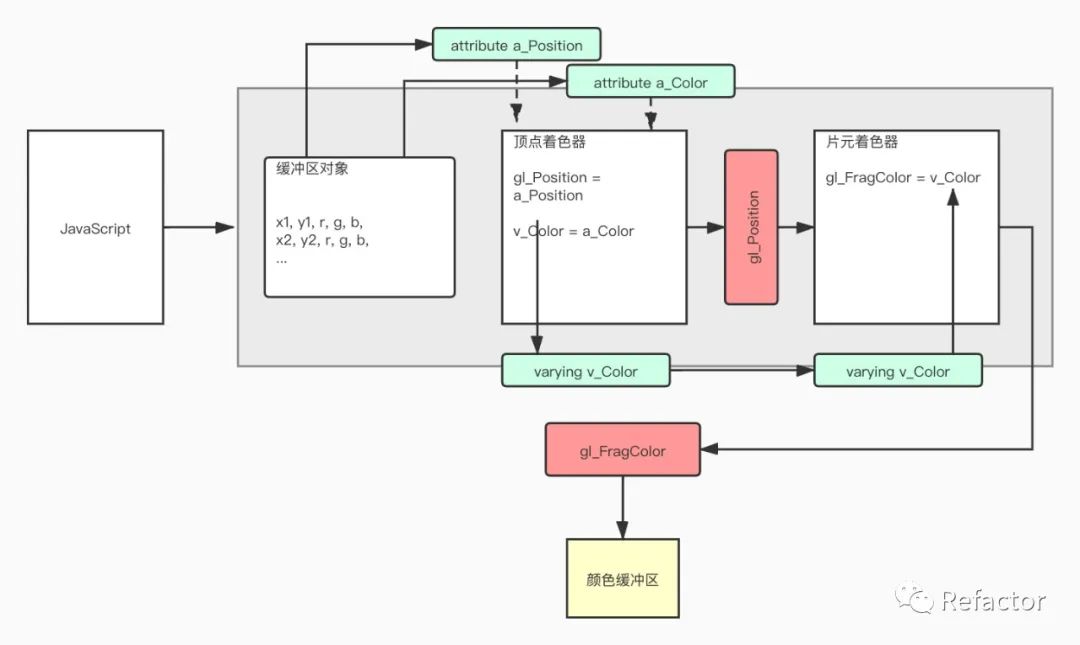 attribute a_Position
attribute a_Color
JavaScript
缓冲区对象
x1, y1, r, g, b,
x2, y2, r, g, b,
...
顶点着色器
gl_Position =
a_Position
v_Color = a_Color
gl_Position
片元着色器
gl_FragColor = v_Color
varying v_Color
varying v_Color
gl_FragColor
颜色缓冲区
Refactor